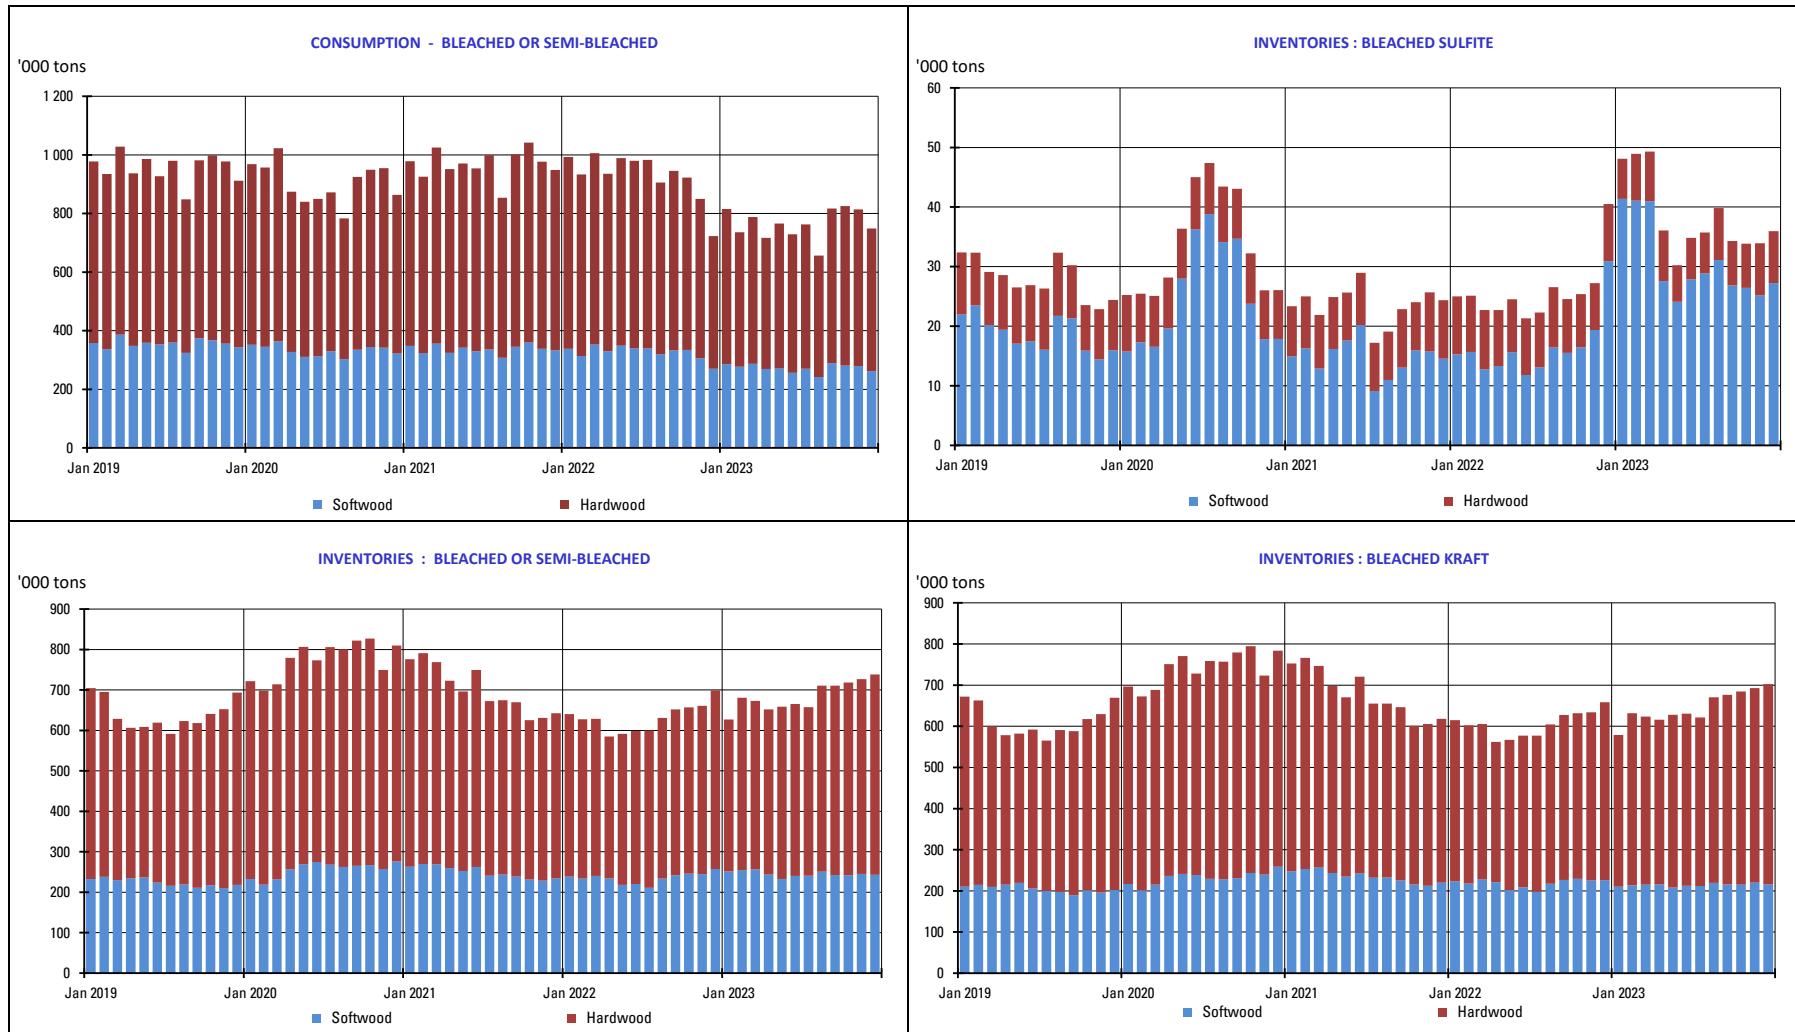 CONSUMPTION - BLEACHED OR SEMI-BLEACHED
'000 tons
1 200
1 000
800
600
400
200
0
Jan 2019 Jan 2020 Jan 2021 Jan 2022 Jan 2023
Softwood Hardwood
INVENTORIES : BLEACHED SULFITE
'000 tons
60
50
40
30
20
10
0
Jan 2019 Jan 2020 Jan 2021 Jan 2022 Jan 2023
Softwood Hardwood
INVENTORIES : BLEACHED OR SEMI-BLEACHED
'000 tons
900
800
700
600
500
400
300
200
100
0
Jan 2019 Jan 2020 Jan 2021 Jan 2022 Jan 2023
Softwood Hardwood
INVENTORIES : BLEACHED KRAFT
'000 tons
900
800
700
600
500
400
300
200
100
0
Jan 2019 Jan 2020 Jan 2021 Jan 2022 Jan 2023
Softwood Hardwood